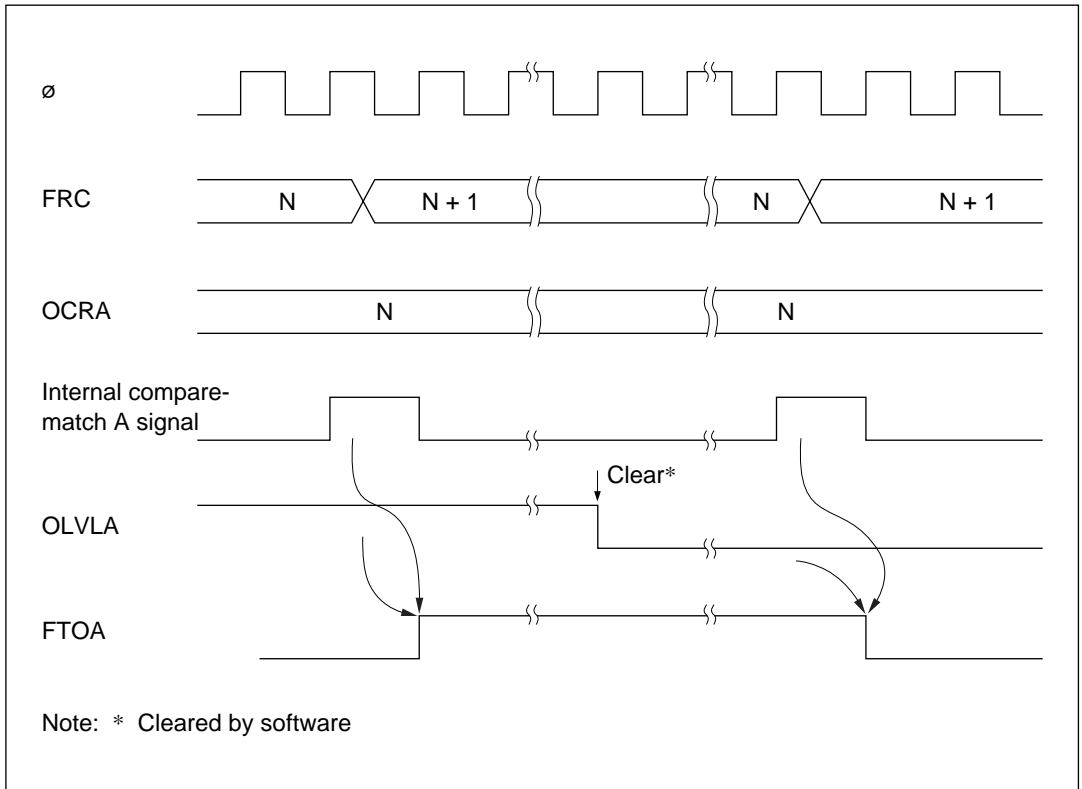 ø
FRC
N
N + 1
N
N + 1
OCRA
N
N
Internal compare-
match A signal
Clear*
OLVLA
FTOA
Note: * Cleared by software